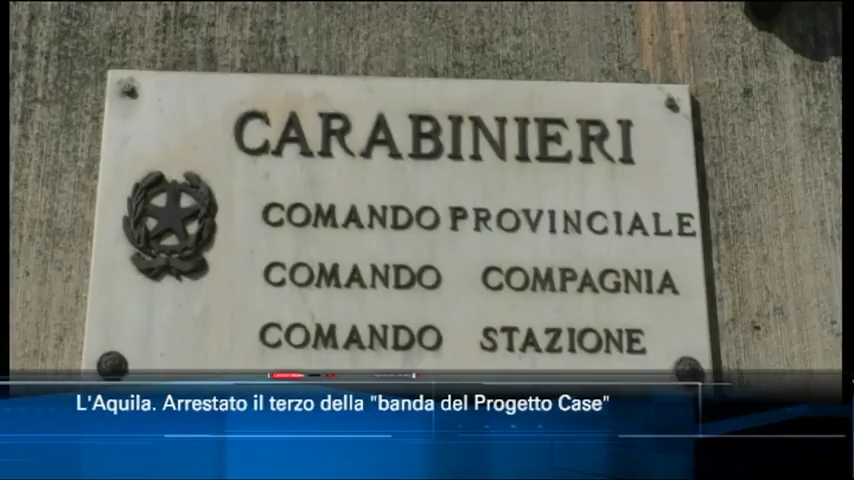 CARABINIERI
COMANDO PROVINCIALE
COMANDO COMPAGNIA
COMANDO STAZIONE
L'Aquila. Arrestato il terzo della "banda del Progetto Case"